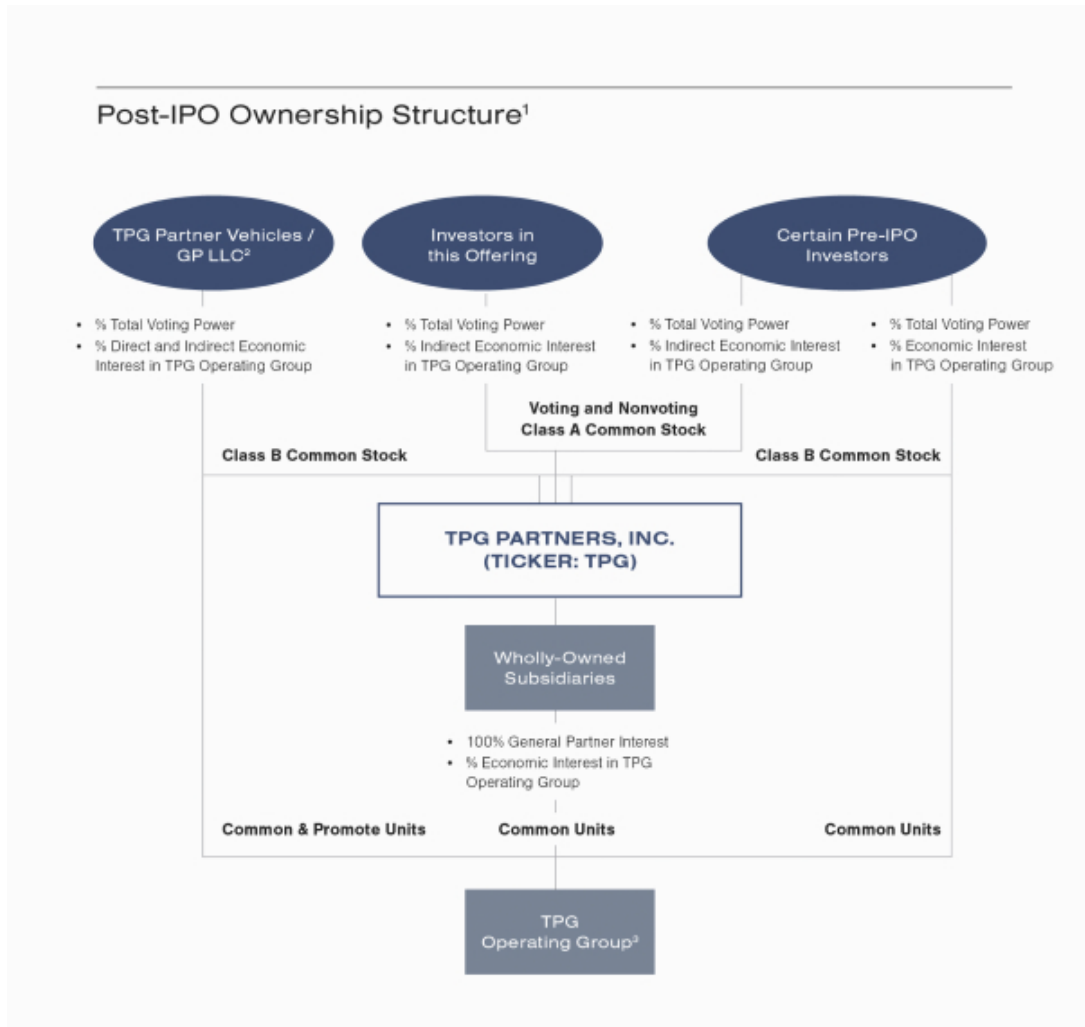 Post-IPO Ownership Structure¹
TPG Partner Vehicles /
GP LLC²
Investors in
this Offering
Certain Pre-IPO
Investors
• % Total Voting Power
• % Direct and Indirect Economic
Interest in TPG Operating Group
• % Total Voting Power
• % Indirect Economic Interest
in TPG Operating Group
• % Total Voting Power
• % Indirect Economic Interest
in TPG Operating Group
• % Total Voting Power
• % Economic Interest
in TPG Operating Group
Voting and Nonvoting
Class A Common Stock
Class B Common Stock
Class B Common Stock
TPG PARTNERS, INC.
(TICKER: TPG)
Wholly-Owned
Subsidiaries
• 100% General Partner Interest
• % Economic Interest in TPG
Operating Group
Common & Promote Units
Common Units
Common Units
TPG
Operating Group³